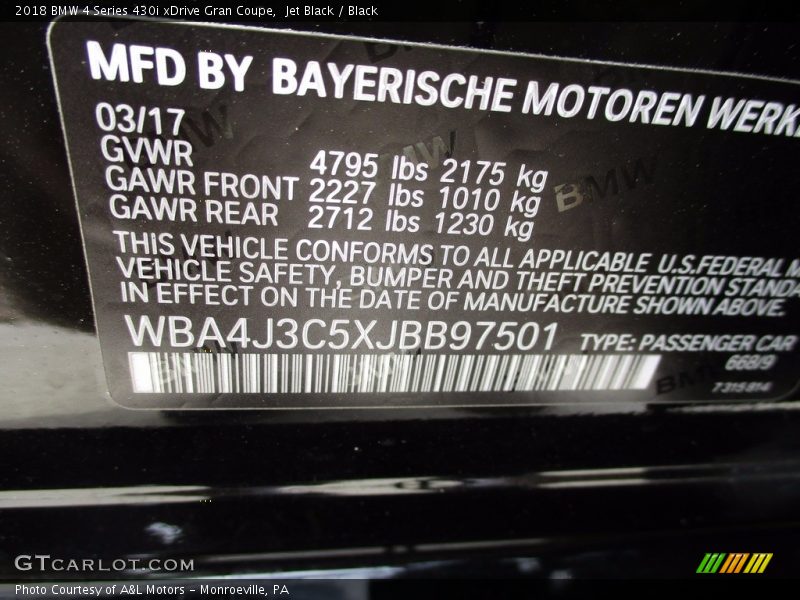 2018 BMW 4 Series 430i xDrive Gran Coupe, Jet Black / Black
MFD BY BAYERISCHE MOTOREN WERK
03/17
GVWR 4795 lbs 2175 kg
GAWR FRONT 2227 lbs 1010 kg
GAWR REAR 2712 lbs 1230 kg
THIS VEHICLE CONFORMS TO ALL APPLICABLE U.S.FEDERAL M
VEHICLE SAFETY, BUMPER AND THEFT PREVENTION STANDA
IN EFFECT ON THE DATE OF MANUFACTURE SHOWN ABOVE.
WBA4J3C5XJBB97501 TYPE: PASSENGER CAR
668/9
7 315 814
GTCARLOT.COM
Photo Courtesy of A&L Motors - Monroeville, PA